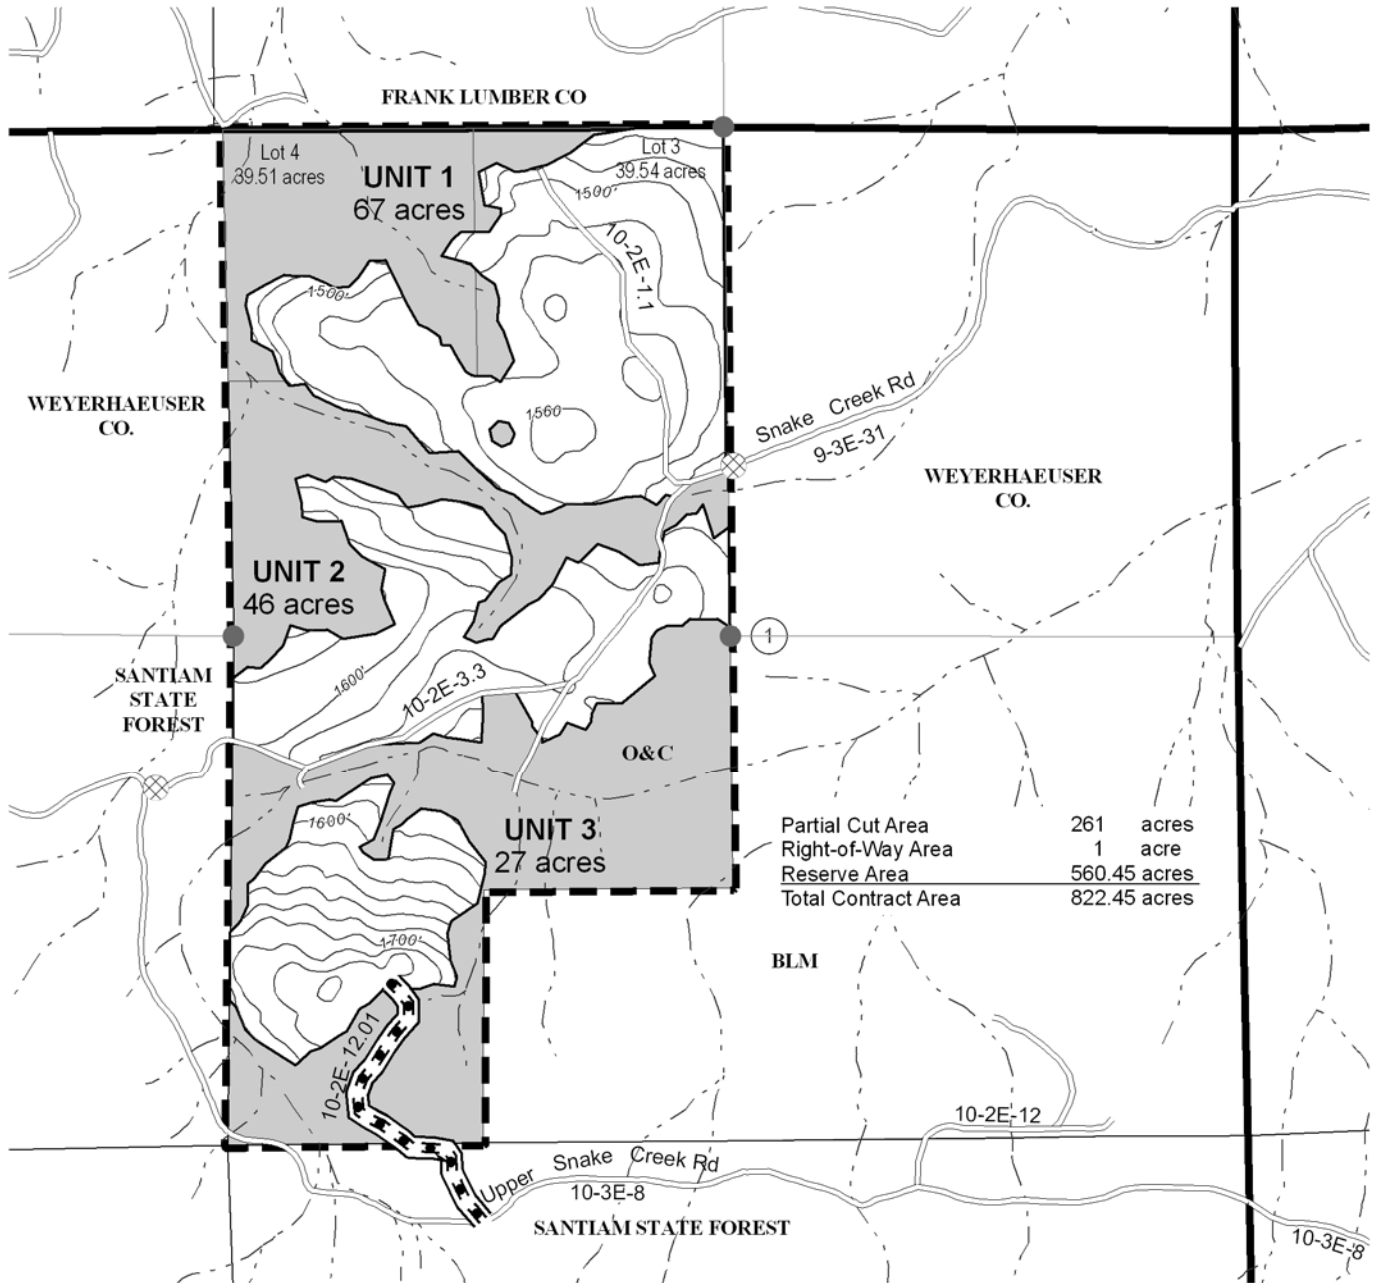 FRANK LUMBER CO
Lot 4
39.51 acres
UNIT 1
67 acres
Lot 3
39.54 acres
1500'
10-2E-1.1
1500'
WEYERHAEUSER
CO.
1560
Snake Creek Rd
9-3E-31
WEYERHAEUSER
CO.
UNIT 2
46 acres
1
SANTIAM
STATE
FOREST
1600'
10-2E-3.3
O&C
1600'
UNIT 3
27 acres
Partial Cut Area 261 acres
Right-of-Way Area 1 acre
Reserve Area 560.45 acres
Total Contract Area 822.45 acres
1700'
BLM
10-2E-12.01
10-2E-12
Upper Snake Creek Rd
10-3E-8
SANTIAM STATE FOREST
10-3E-8